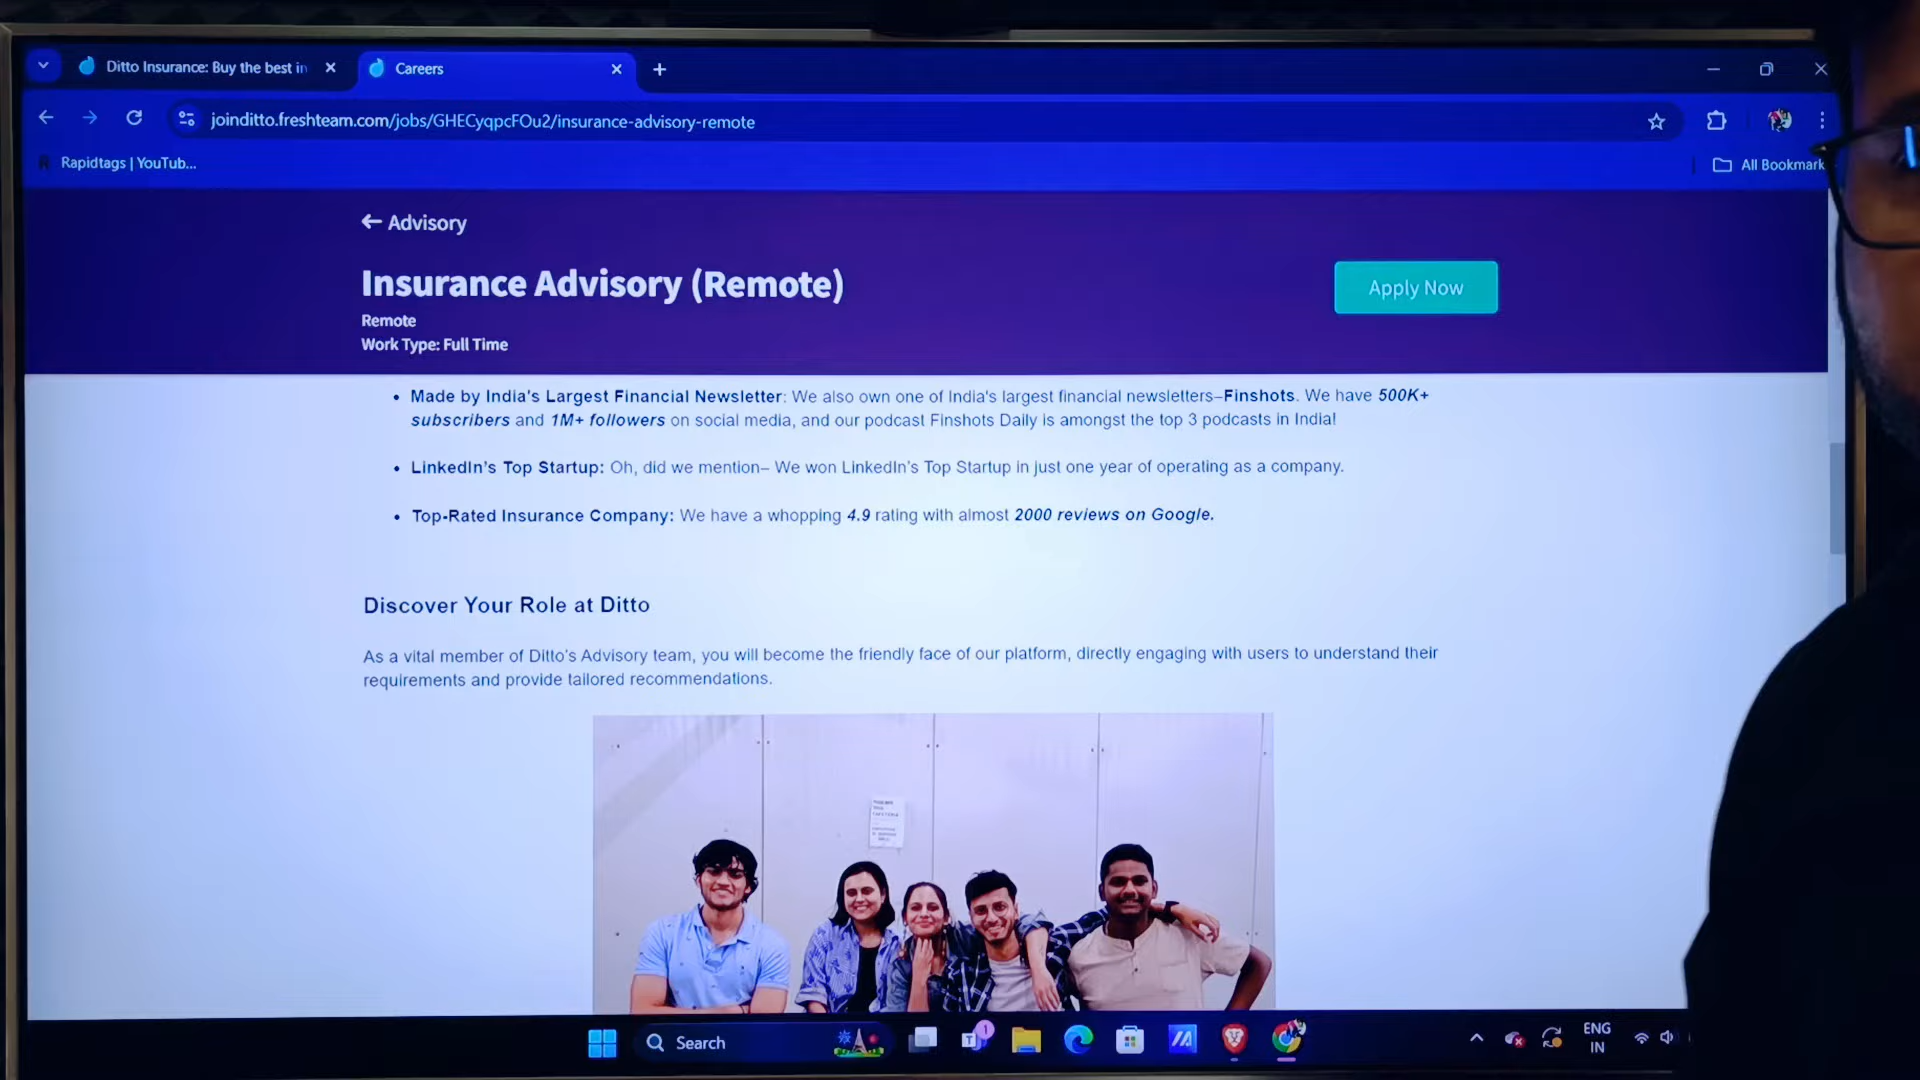 Ditto Insurance: Buy the best in
Careers
joinditto.freshteam.com/jobs/GHECyqpcFOu2/insurance-advisory-remote
Rapidtags | YouTub...
All Bookmark
← Advisory
Insurance Advisory (Remote)
Apply Now
Remote
Work Type: Full Time
• Made by India's Largest Financial Newsletter: We also own one of India's largest financial newsletters–Finshots. We have 500K+
subscribers and 1M+ followers on social media, and our podcast Finshots Daily is amongst the top 3 podcasts in India!
• LinkedIn's Top Startup: Oh, did we mention– We won LinkedIn's Top Startup in just one year of operating as a company.
• Top-Rated Insurance Company: We have a whopping 4.9 rating with almost 2000 reviews on Google.
Discover Your Role at Ditto
As a vital member of Ditto's Advisory team, you will become the friendly face of our platform, directly engaging with users to understand their
requirements and provide tailored recommendations.
Search
1
ENG
IN